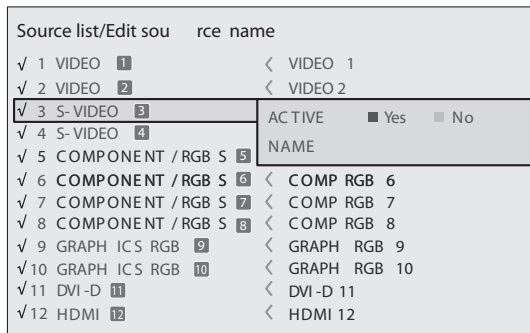 Source list/Edit sou rce name
√ 1 VIDEO 1 < VIDEO 1
√ 2 VIDEO 2 < VIDEO 2
√ 3 S-VIDEO 3
ACTIVE Yes No
√ 4 S-VIDEO 4
NAME
√ 5 COMPONENT / RGB S 5
√ 6 COMPONENT / RGB S 6 < COMP RGB 6
√ 7 COMPONENT / RGB S 7 < COMP RGB 7
√ 8 COMPONENT / RGB S 8 < COMP RGB 8
√ 9 GRAPH ICS RGB 9 < GRAPH RGB 9
√ 10 GRAPH ICS RGB 10 < GRAPH RGB 10
√ 11 DVI-D 11 < DVI-D 11
√ 12 HDMI 12 < HDMI 12